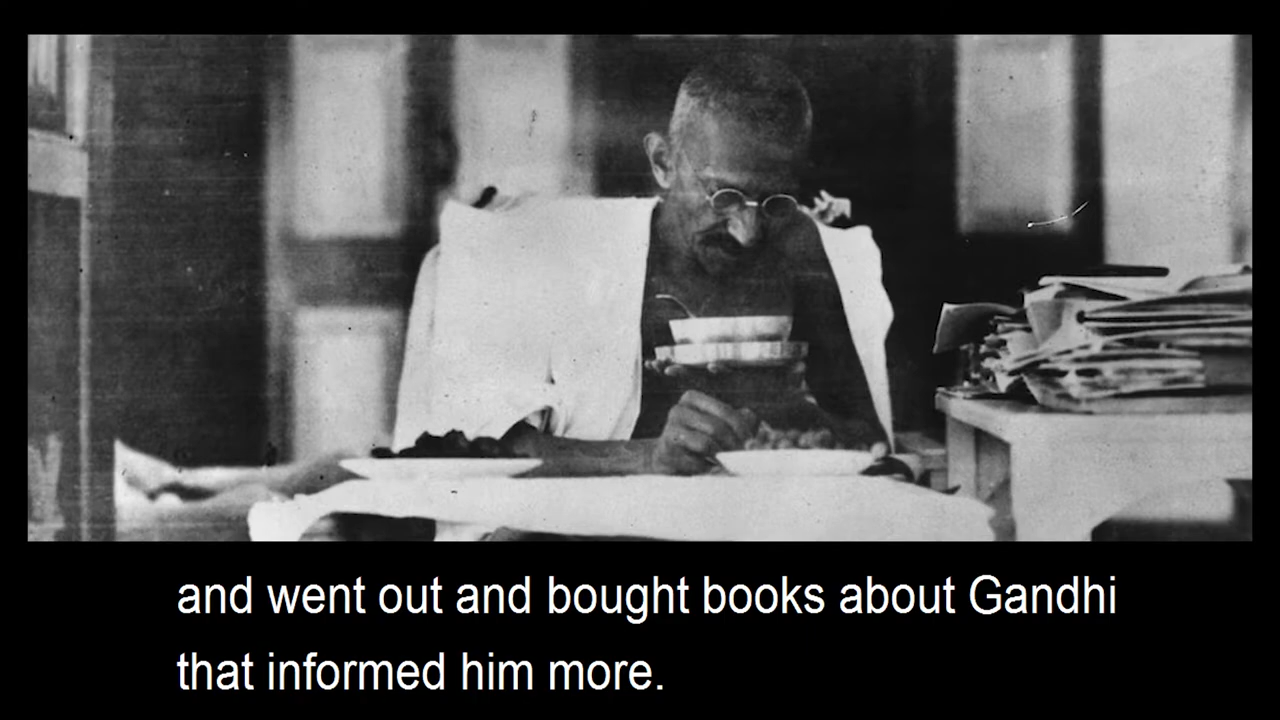 and went out and bought books about Gandhi
that informed him more.